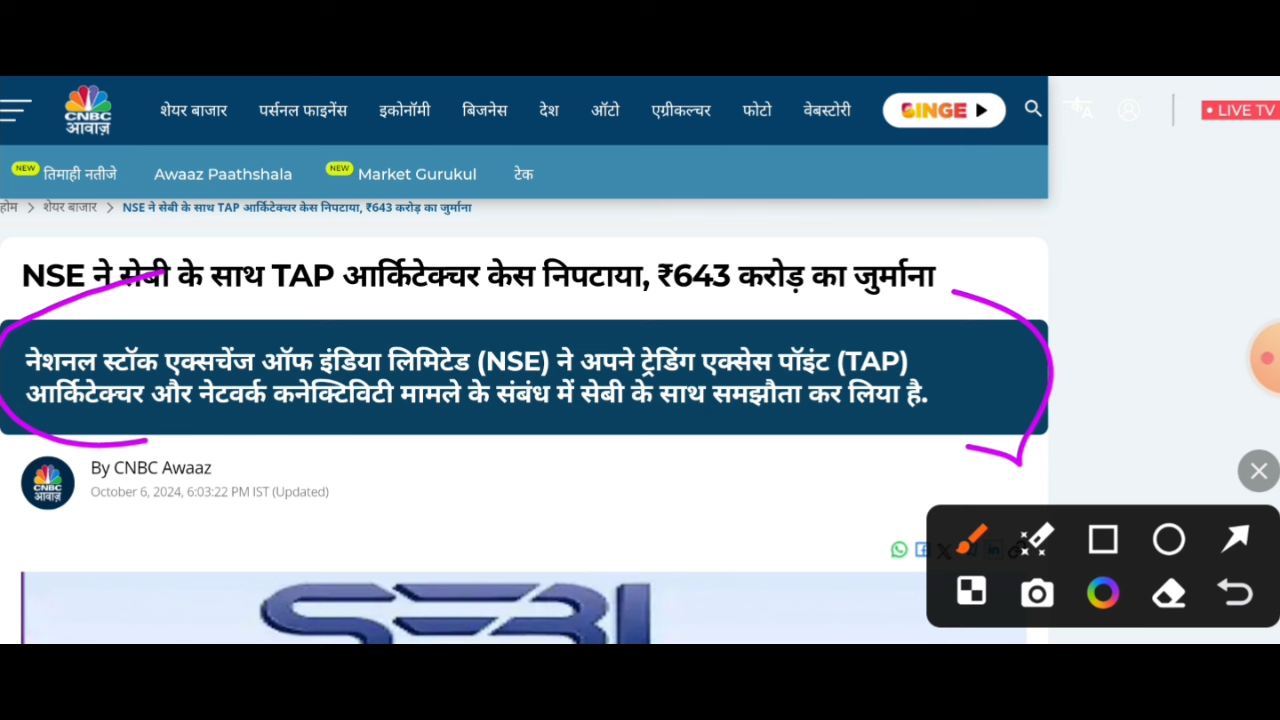 CNBC
आवाज़
शेयर बाजार
पर्सनल फाइनेंस
इकोनॉमी
बिजनेस
देश
ऑटो
एग्रीकल्चर
फोटो
वेबस्टोरी
BINGE
LIVE TV
NEW तिमाही नतीजे
Awaaz Paathshala
NEW Market Gurukul
टेक
होम > शेयर बाजार > NSE ने सेबी के साथ TAP आर्किटेक्चर केस निपटाया, ₹643 करोड़ का जुर्माना
NSE ने सेबी के साथ TAP आर्किटेक्चर केस निपटाया, ₹643 करोड़ का जुर्माना
नेशनल स्टॉक एक्सचेंज ऑफ इंडिया लिमिटेड (NSE) ने अपने ट्रेडिंग एक्सेस पॉइंट (TAP)
आर्किटेक्चर और नेटवर्क कनेक्टिविटी मामले के संबंध में सेबी के साथ समझौता कर लिया है.
CNBC
आवाज़
By CNBC Awaaz
October 6, 2024, 6:03:22 PM IST (Updated)
SEBI